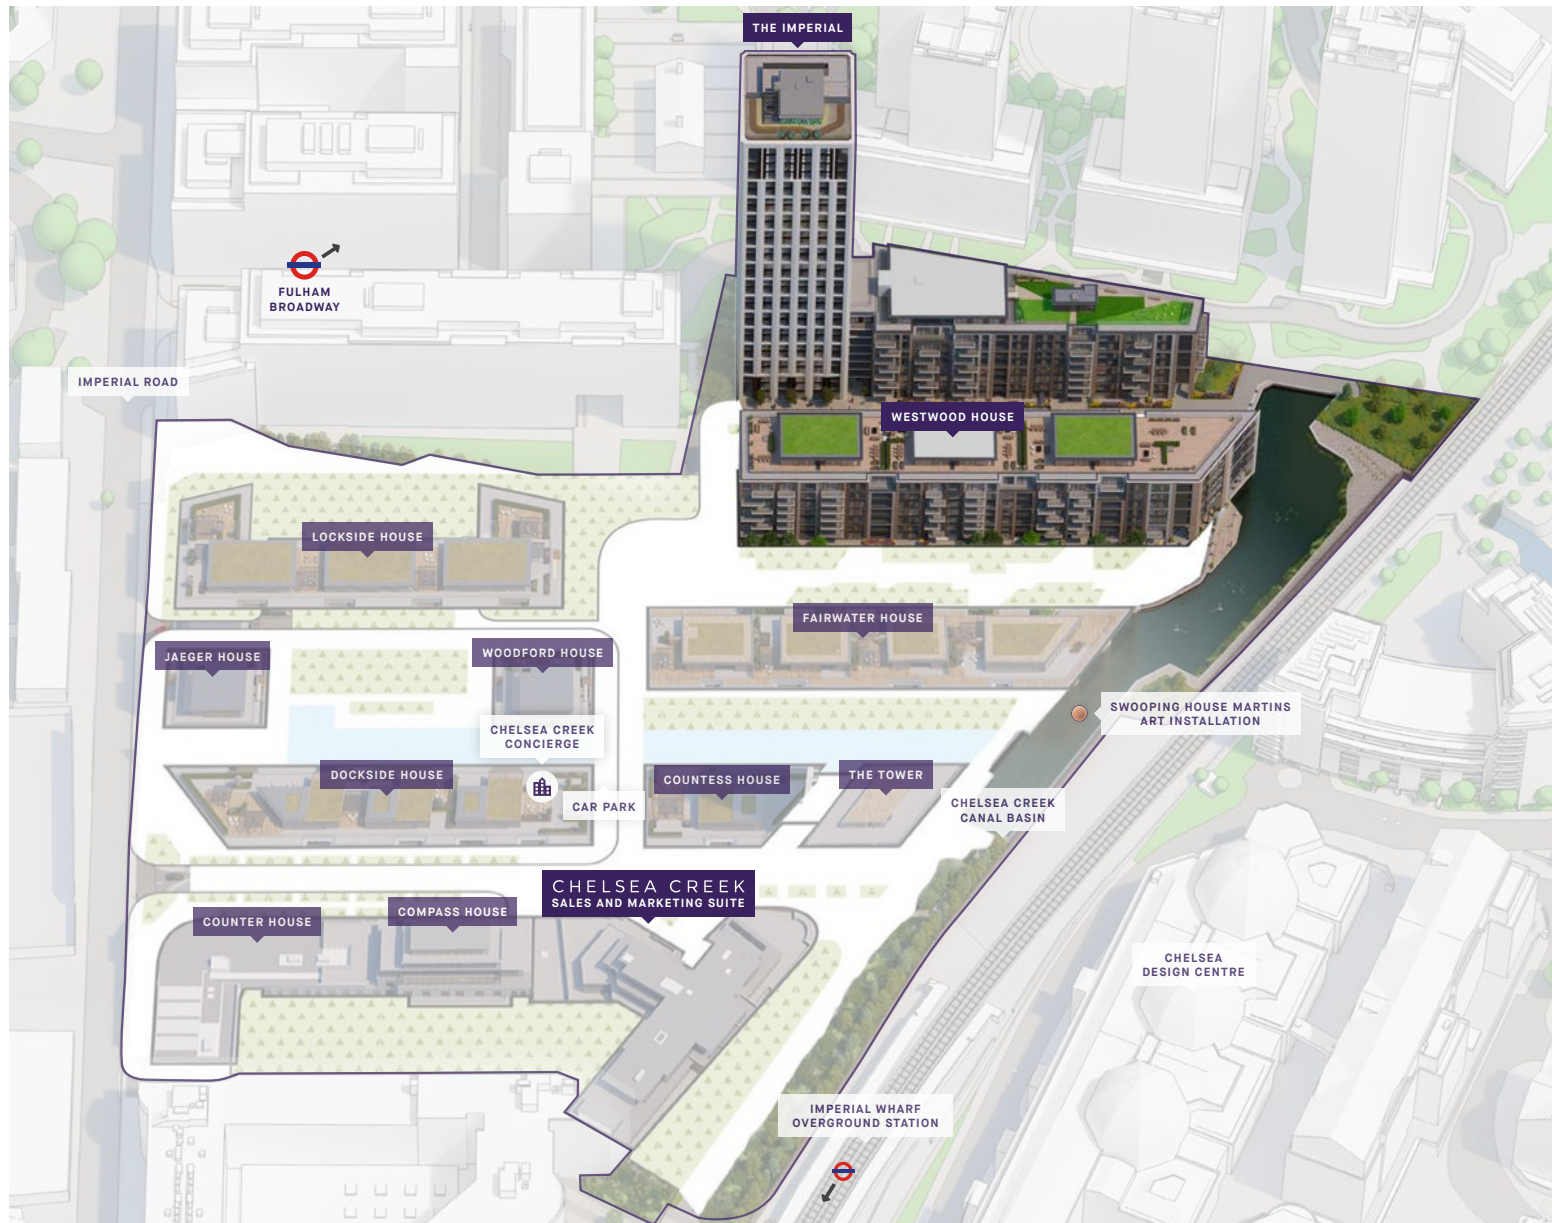 THE IMPERIAL
FULHAM
BROADWAY
IMPERIAL ROAD
WESTWOOD HOUSE
LOCKSIDE HOUSE
FAIRWATER HOUSE
JAEGER HOUSE
WOODFORD HOUSE
SWOOPING HOUSE MARTINS
ART INSTALLATION
CHELSEA CREEK
CONCIERGE
DOCKSIDE HOUSE
COUNTESS HOUSE
THE TOWER
CAR PARK
CHELSEA CREEK
CANAL BASIN
CHELSEA CREEK
SALES AND MARKETING SUITE
COUNTER HOUSE
COMPASS HOUSE
CHELSEA
DESIGN CENTRE
IMPERIAL WHARF
OVERGROUND STATION